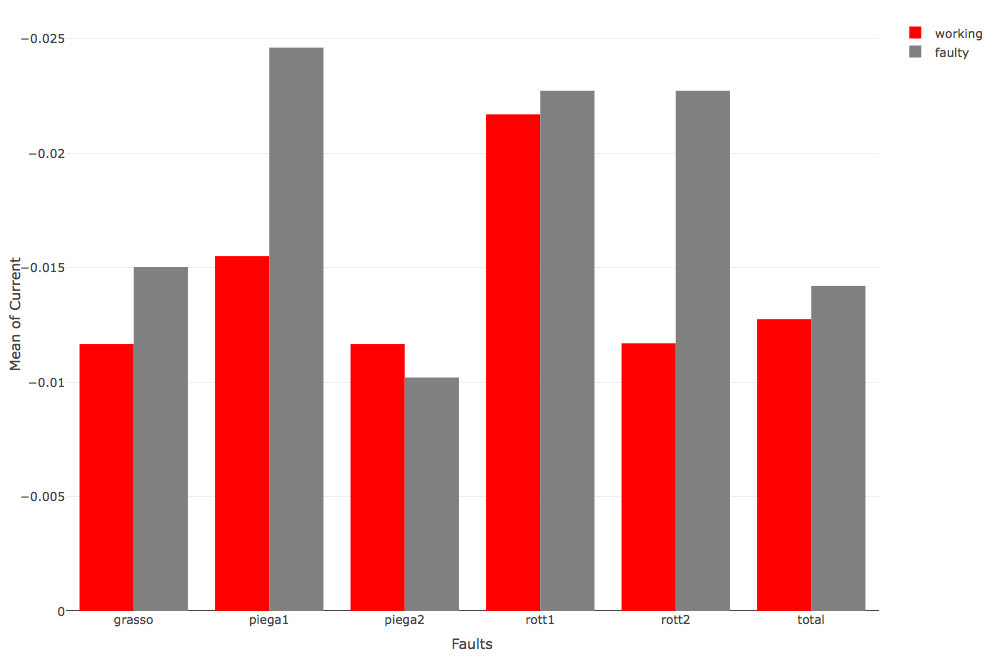 −0.025
−0.02
−0.015
−0.01
−0.005
0
Mean of Current
grasso piega1 piega2 rott1 rott2 total
Faults
working
faulty